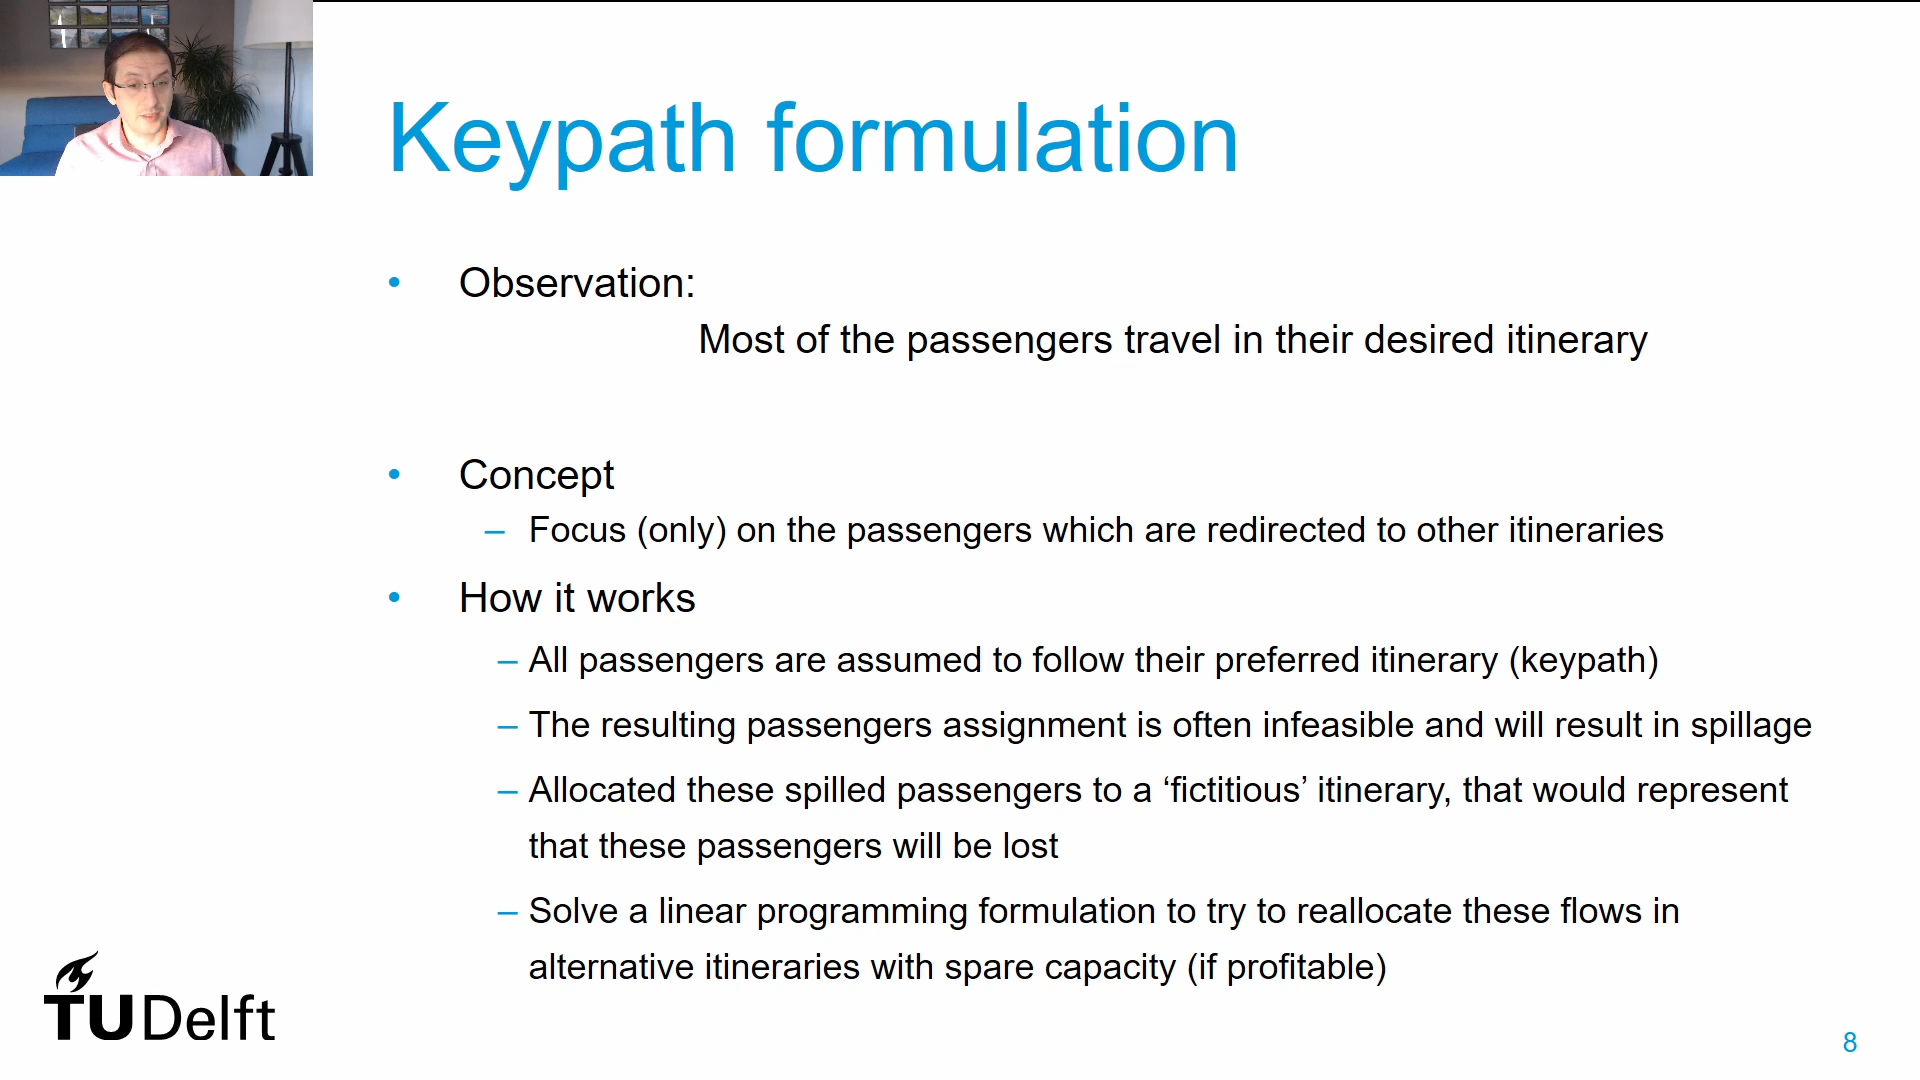 Keypath formulation
• Observation:
Most of the passengers travel in their desired itinerary
• Concept
– Focus (only) on the passengers which are redirected to other itineraries
• How it works
– All passengers are assumed to follow their preferred itinerary (keypath)
– The resulting passengers assignment is often infeasible and will result in spillage
– Allocated these spilled passengers to a ‘fictitious’ itinerary, that would represent
that these passengers will be lost
– Solve a linear programming formulation to try to reallocate these flows in
alternative itineraries with spare capacity (if profitable)
TUDelft
8